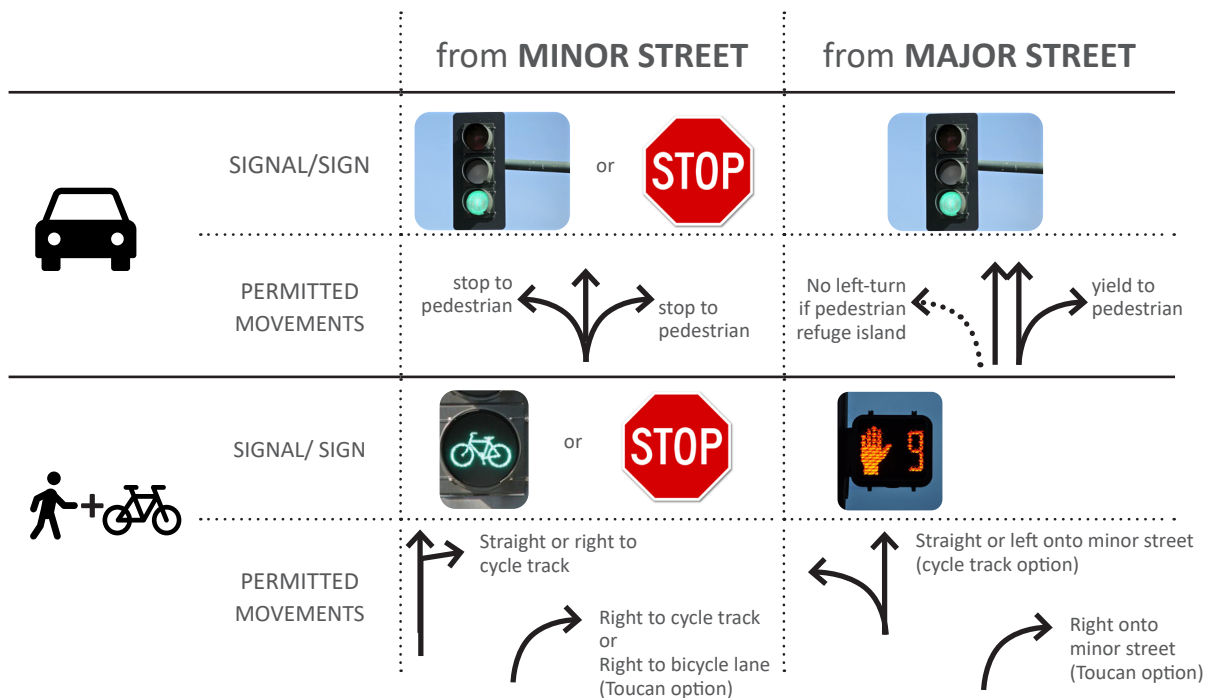 from MINOR STREET
from MAJOR STREET
SIGNAL/SIGN
or
STOP
PERMITTED
MOVEMENTS
stop to
pedestrian
stop to
pedestrian
No left-turn
if pedestrian
refuge island
yield to
pedestrian
SIGNAL/ SIGN
or
STOP
9
PERMITTED
MOVEMENTS
Straight or right to
cycle track
Right to cycle track
or
Right to bicycle lane
(Toucan option)
Straight or left onto minor street
(cycle track option)
Right onto
minor street
(Toucan option)